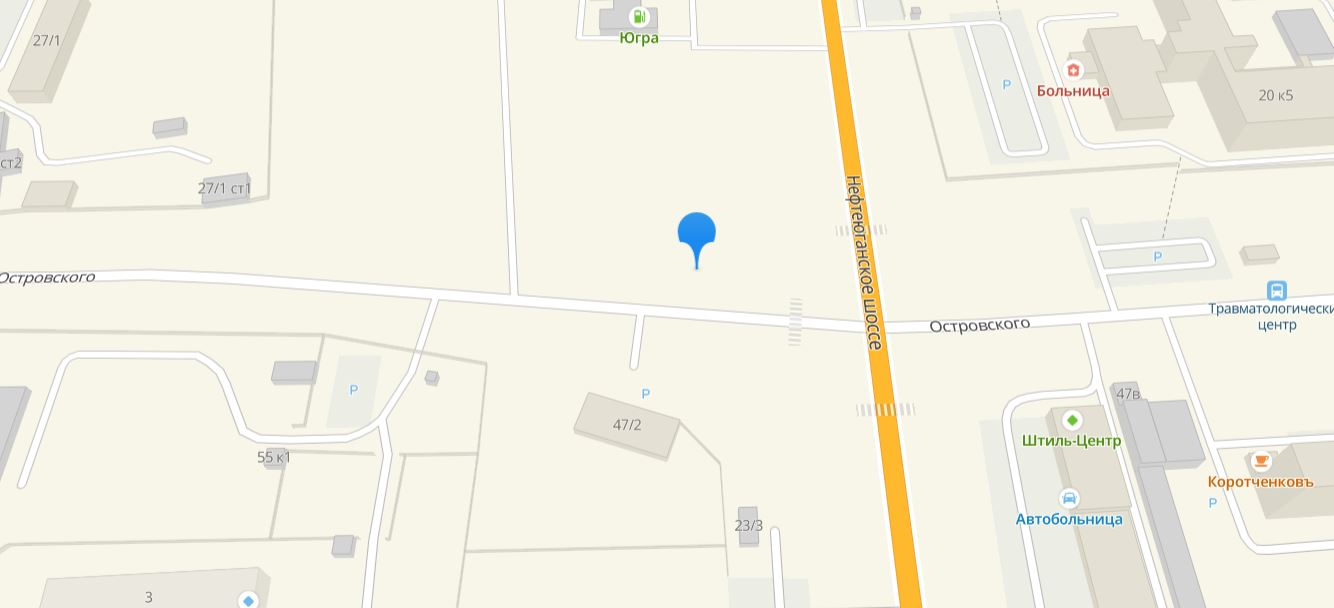 27/1
Югра
P
Больница
20 к5
ст2
27/1 ст1
Нефтеюганское шоссе
P
Островского
Островского
Травматологически
центр
P
P
47/2
47в
Штиль-Центр
55 к1
Коротченковъ
P
Автобольница
23/3
3